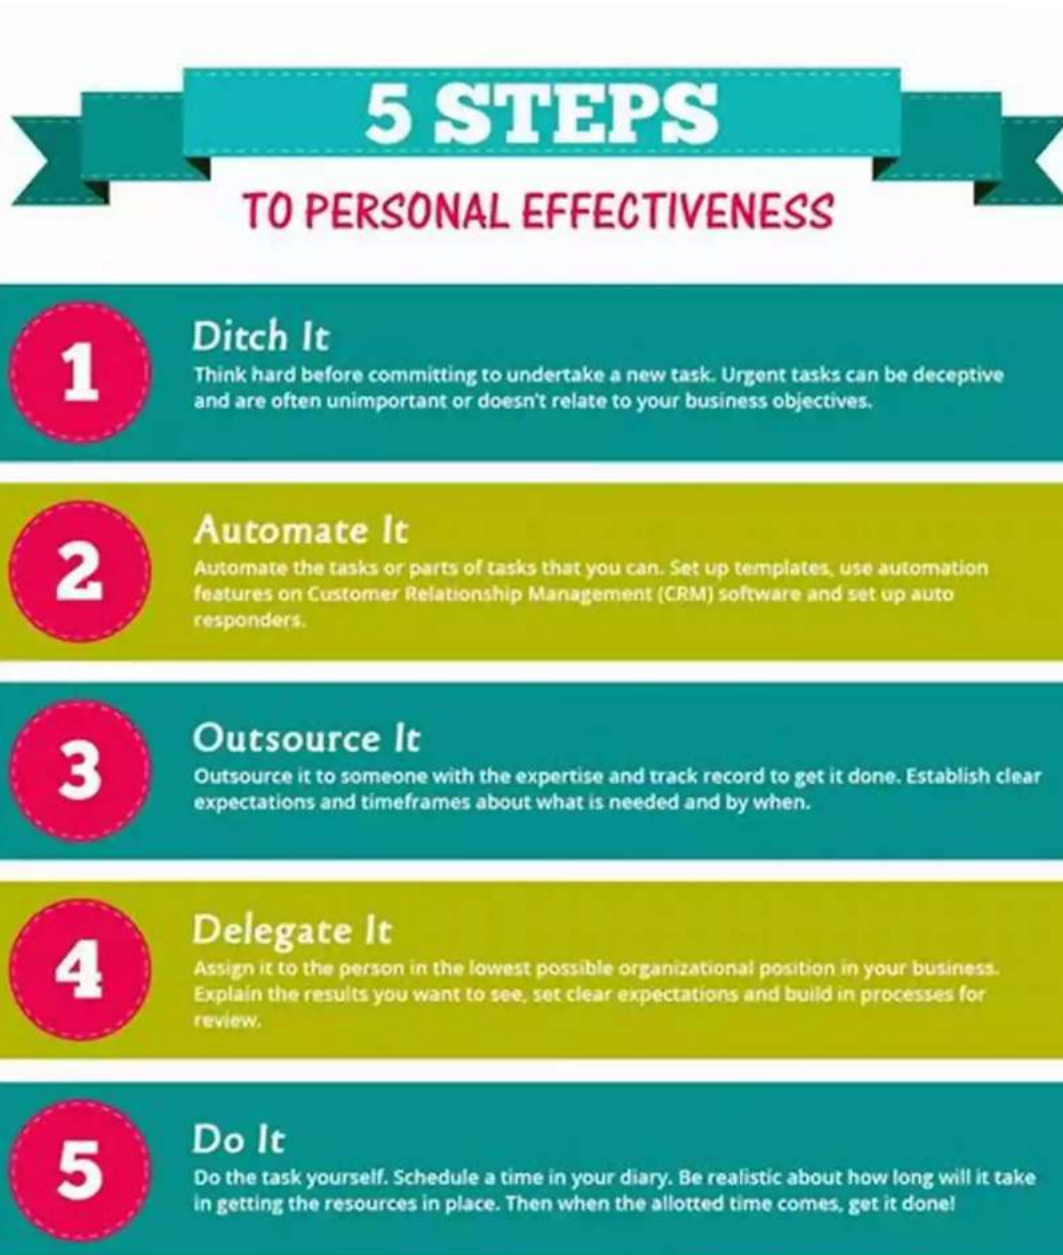 5 STEPS
TO PERSONAL EFFECTIVENESS
1
Ditch It
Think hard before committing to undertake a new task. Urgent tasks can be deceptive
and are often unimportant or doesn't relate to your business objectives.
2
Automate It
Automate the tasks or parts of tasks that you can. Set up templates, use automation
features on Customer Relationship Management (CRM) software and set up auto
responders.
3
Outsource It
Outsource it to someone with the expertise and track record to get it done. Establish clear
expectations and timeframes about what is needed and by when.
4
Delegate It
Assign it to the person in the lowest possible organizational position in your business.
Explain the results you want to see, set clear expectations and build in processes for
review.
5
Do It
Do the task yourself. Schedule a time in your diary. Be realistic about how long will it take
in getting the resources in place. Then when the allotted time comes, get it done!